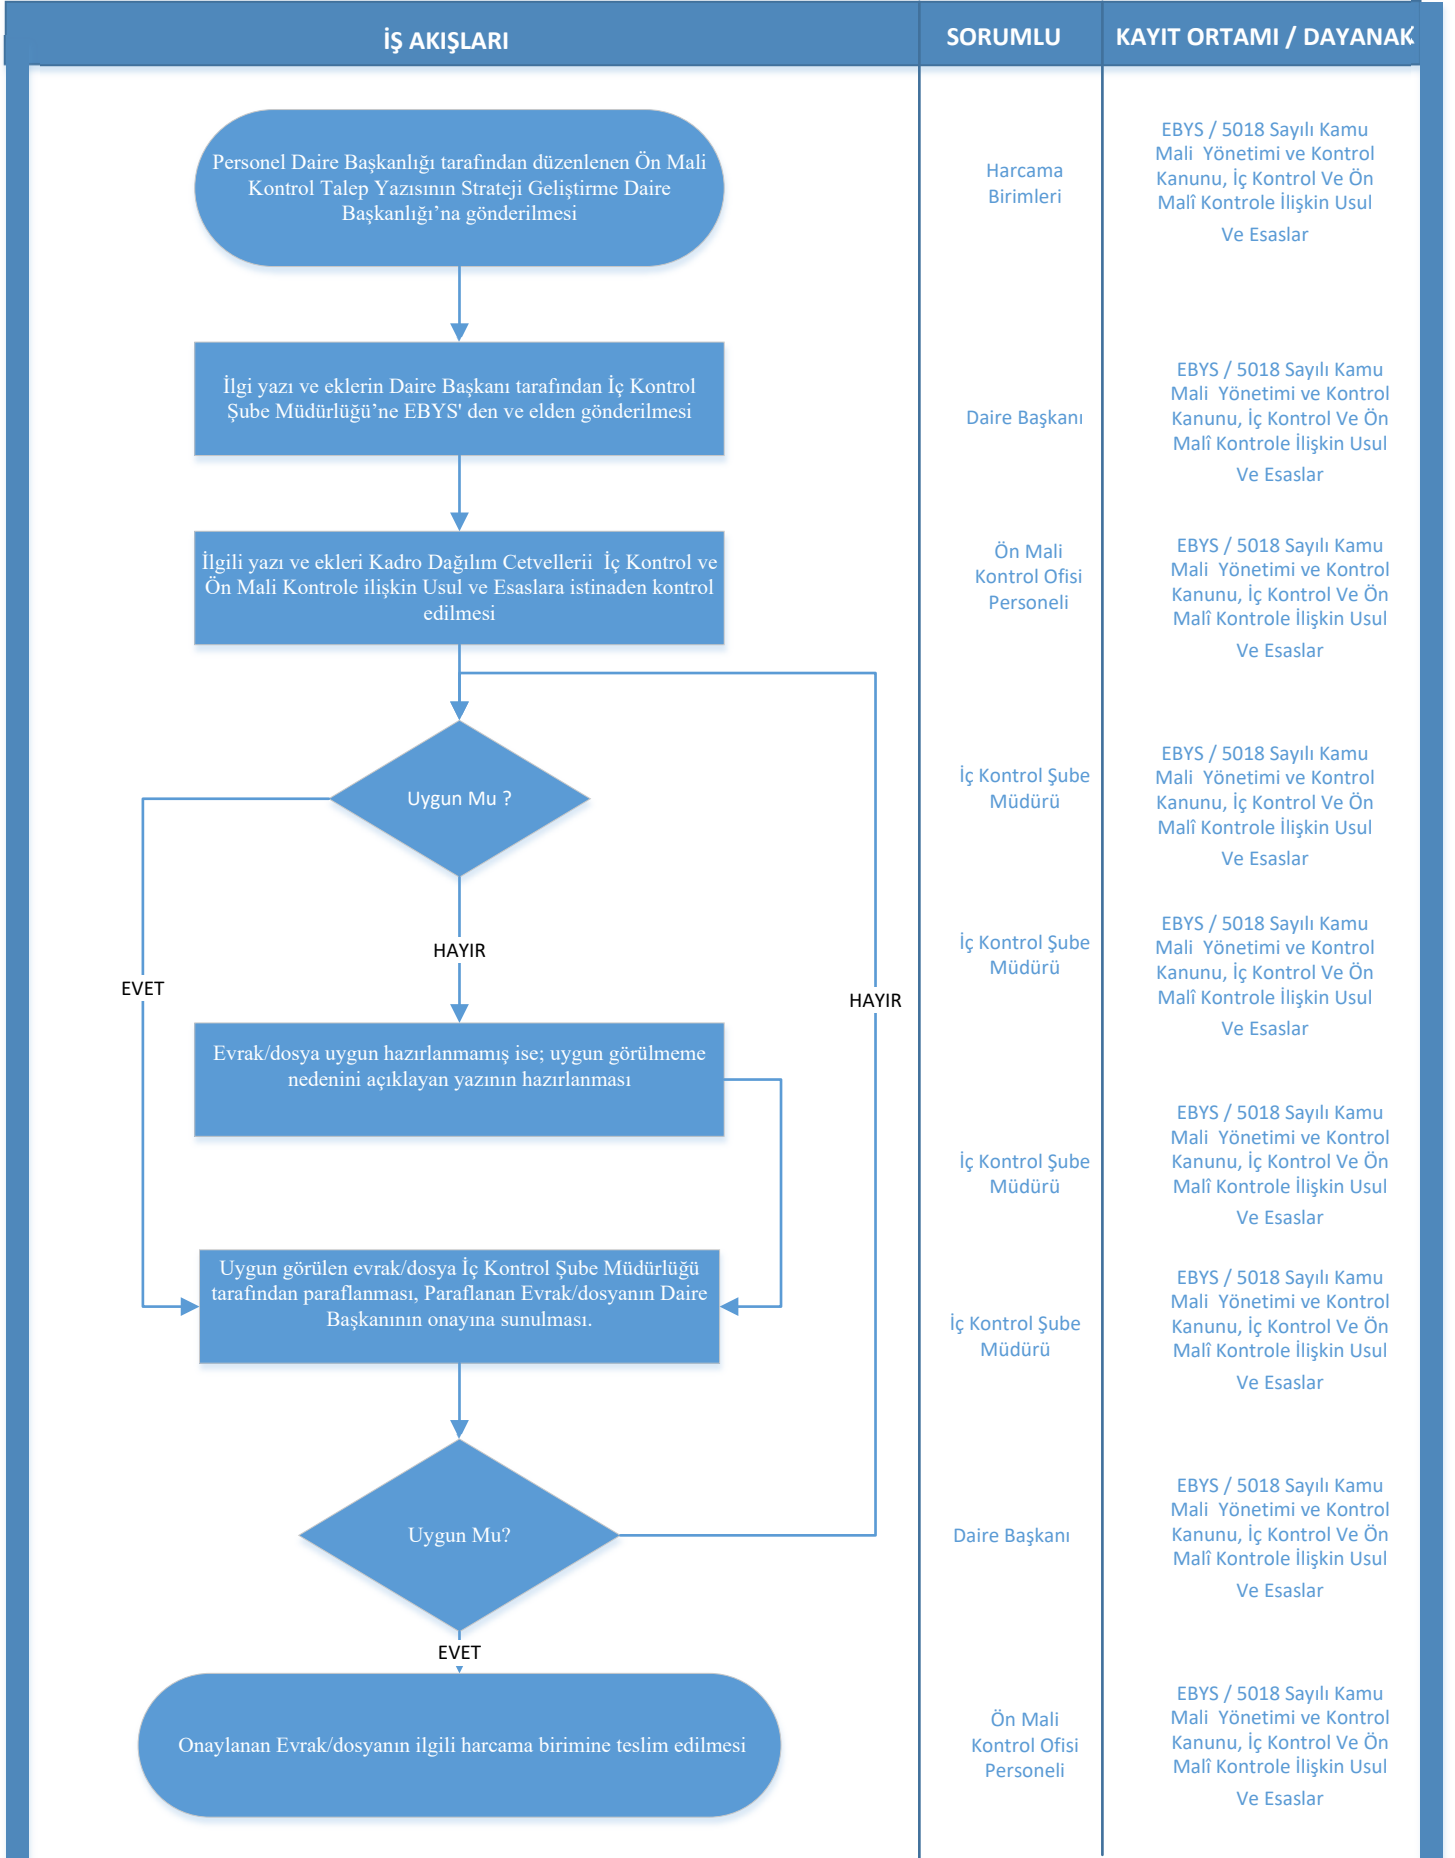 İŞ AKIŞLARI
SORUMLU
KAYIT ORTAMI / DAYANAK
Personel Daire Başkanlığı tarafından düzenlenen Ön Mali
Kontrol Talep Yazısının Strateji Geliştirme Daire
Başkanlığı’na gönderilmesi
Harcama
Birimleri
EBYS / 5018 Sayılı Kamu
Mali Yönetimi ve Kontrol
Kanunu, İç Kontrol Ve Ön
Malî Kontrole İlişkin Usul
Ve Esaslar
İlgi yazı ve eklerin Daire Başkanı tarafından İç Kontrol
Şube Müdürlüğü’ne EBYS' den ve elden gönderilmesi
Daire Başkanı
EBYS / 5018 Sayılı Kamu
Mali Yönetimi ve Kontrol
Kanunu, İç Kontrol Ve Ön
Malî Kontrole İlişkin Usul
Ve Esaslar
İlgili yazı ve ekleri Kadro Dağılım Cetvellerii İç Kontrol ve
Ön Mali Kontrole ilişkin Usul ve Esaslara istinaden kontrol
edilmesi
Ön Mali
Kontrol Ofisi
Personeli
EBYS / 5018 Sayılı Kamu
Mali Yönetimi ve Kontrol
Kanunu, İç Kontrol Ve Ön
Malî Kontrole İlişkin Usul
Ve Esaslar
Uygun Mu ?
İç Kontrol Şube
Müdürü
EBYS / 5018 Sayılı Kamu
Mali Yönetimi ve Kontrol
Kanunu, İç Kontrol Ve Ön
Malî Kontrole İlişkin Usul
Ve Esaslar
HAYIR
EVET
HAYIR
İç Kontrol Şube
Müdürü
EBYS / 5018 Sayılı Kamu
Mali Yönetimi ve Kontrol
Kanunu, İç Kontrol Ve Ön
Malî Kontrole İlişkin Usul
Ve Esaslar
Evrak/dosya uygun hazırlanmamış ise; uygun görülmeme
nedenini açıklayan yazının hazırlanması
İç Kontrol Şube
Müdürü
EBYS / 5018 Sayılı Kamu
Mali Yönetimi ve Kontrol
Kanunu, İç Kontrol Ve Ön
Malî Kontrole İlişkin Usul
Ve Esaslar
Uygun görülen evrak/dosya İç Kontrol Şube Müdürlüğü
tarafından paraflanması, Paraflanan Evrak/dosyanın Daire
Başkanının onayına sunulması.
İç Kontrol Şube
Müdürü
EBYS / 5018 Sayılı Kamu
Mali Yönetimi ve Kontrol
Kanunu, İç Kontrol Ve Ön
Malî Kontrole İlişkin Usul
Ve Esaslar
Uygun Mu?
Daire Başkanı
EBYS / 5018 Sayılı Kamu
Mali Yönetimi ve Kontrol
Kanunu, İç Kontrol Ve Ön
Malî Kontrole İlişkin Usul
Ve Esaslar
EVET
Onaylanan Evrak/dosyanın ilgili harcama birimine teslim edilmesi
Ön Mali
Kontrol Ofisi
Personeli
EBYS / 5018 Sayılı Kamu
Mali Yönetimi ve Kontrol
Kanunu, İç Kontrol Ve Ön
Malî Kontrole İlişkin Usul
Ve Esaslar